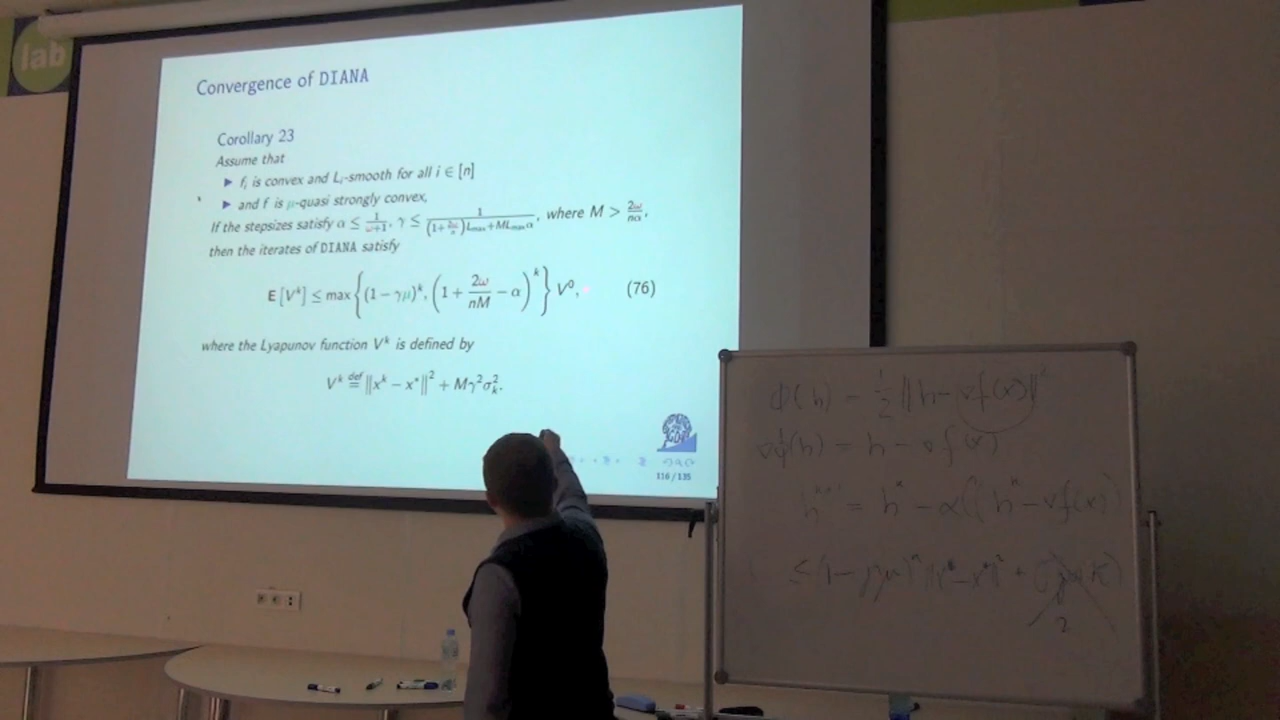 lab
Convergence of DIANA
Corollary 23
Assume that
▶ fᵢ is convex and Lᵢ-smooth for all i ∈ [n]
▶ and f is μ-quasi strongly convex,
If the stepsizes satisfy α ≤ 1/(ω+1), γ ≤ 1/((1+2ω/n)L_max+ML_maxα), where M > 2ω/(nα),
then the iterates of DIANA satisfy
E[Vᵏ] ≤ max{(1 − γμ)ᵏ, (1 + 2ω/(nM) − α)ᵏ} V⁰, (76)
where the Lyapunov function Vᵏ is defined by
Vᵏ def= ‖xᵏ − x*‖² + Mγ²σₖ².
116 / 135
Φ(h) = 1/2 ‖h − ∇f(x)‖²
∇Φ(h) = h − ∇f(x)
hᵏ⁺¹ = hᵏ − α(hᵏ − ∇f(x))
2